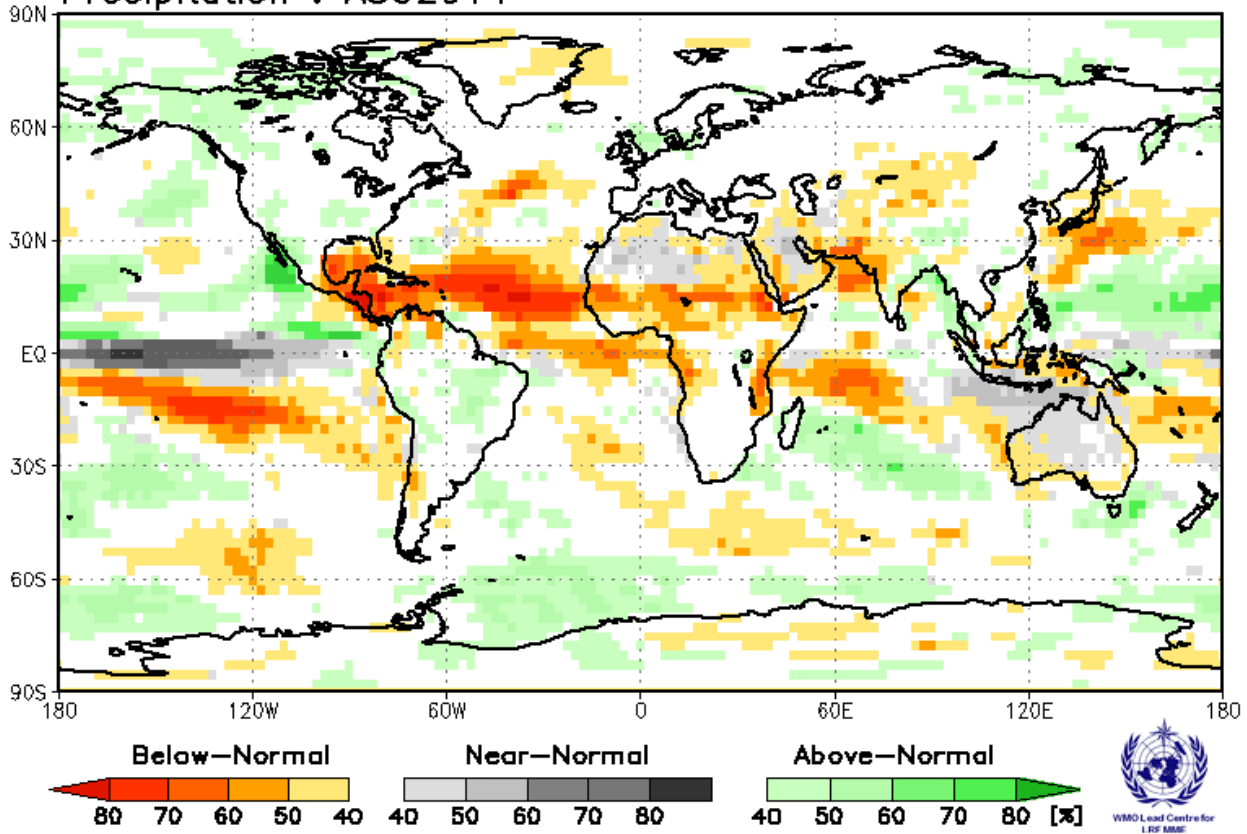 Precipitation :
90N
60N
30N
EQ
30S
60S
90S
180 120W 60W 0 60E 120E 180
Below-Normal Near-Normal Above-Normal
80 70 60 50 40 40 50 60 70 80 40 50 60 70 80 [%]
WMO Lead Centre for
LRF MME